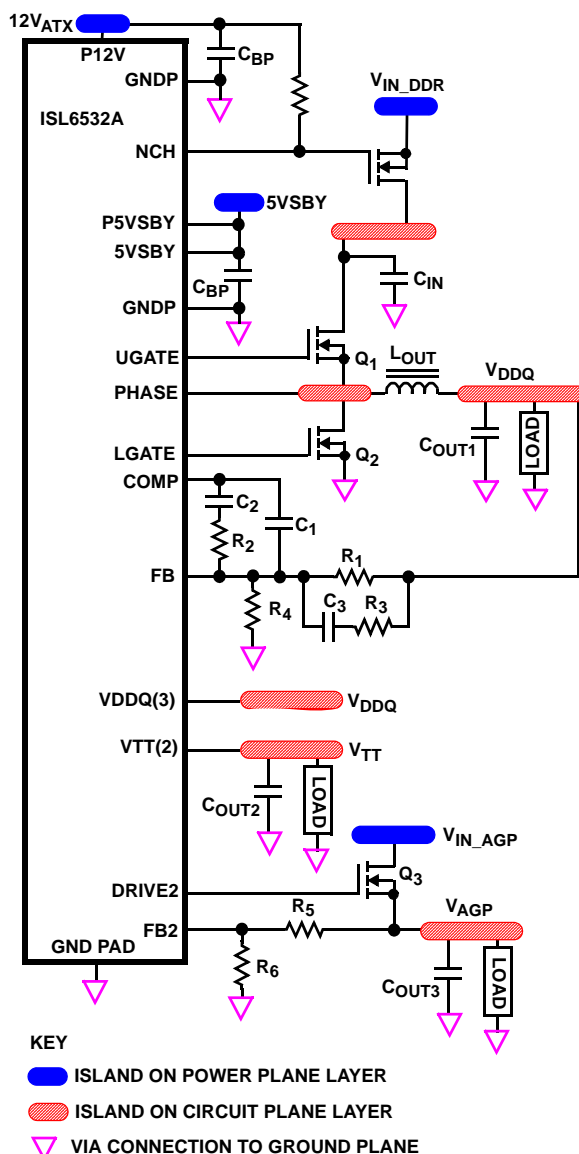 12VATX
P12V
CBP
GNDP
VIN_DDR
ISL6532A
NCH
5VSBY
P5VSBY
5VSBY
CBP
CIN
GNDP
UGATE
Q1
LOUT
VDDQ
PHASE
COUT1
LOAD
LGATE
Q2
COMP
C2
C1
R2
R1
FB
C3
R3
R4
VDDQ(3)
VDDQ
VTT(2)
VTT
COUT2
LOAD
VIN_AGP
Q3
DRIVE2
R5
VAGP
FB2
GND PAD
R6
COUT3
LOAD
KEY
ISLAND ON POWER PLANE LAYER
ISLAND ON CIRCUIT PLANE LAYER
VIA CONNECTION TO GROUND PLANE